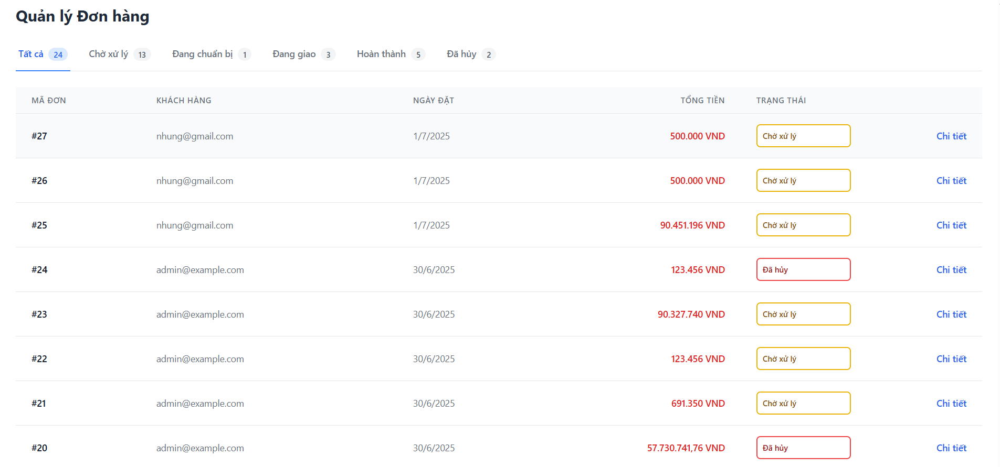 Quản lý Đơn hàng
Tất cả 24 Chờ xử lý 13 Đang chuẩn bị 1 Đang giao 3 Hoàn thành 5 Đã hủy 2
MÃ ĐƠN KHÁCH HÀNG NGÀY ĐẶT TỔNG TIỀN TRẠNG THÁI
#27 nhung@gmail.com 1/7/2025 500.000 VND Chờ xử lý Chi tiết
#26 nhung@gmail.com 1/7/2025 500.000 VND Chờ xử lý Chi tiết
#25 nhung@gmail.com 1/7/2025 90.451.196 VND Chờ xử lý Chi tiết
#24 admin@example.com 30/6/2025 123.456 VND Đã hủy Chi tiết
#23 admin@example.com 30/6/2025 90.327.740 VND Chờ xử lý Chi tiết
#22 admin@example.com 30/6/2025 123.456 VND Chờ xử lý Chi tiết
#21 admin@example.com 30/6/2025 691.350 VND Chờ xử lý Chi tiết
#20 admin@example.com 30/6/2025 57.730.741,76 VND Đã hủy Chi tiết